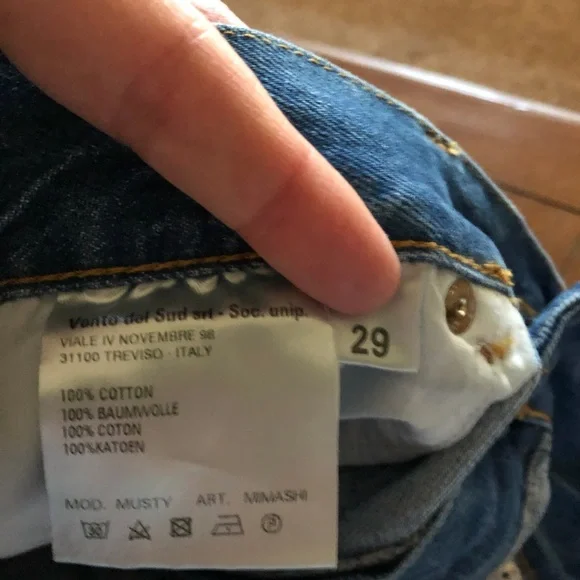 Vento del Sud srl - Soc. unip.
VIALE IV NOVEMBRE 98
31100 TREVISO - ITALY
29
100% COTTON
100% BAUMWOLLE
100% COTON
100%KATOEN
MOD. MUSTY ART. MIMASHI